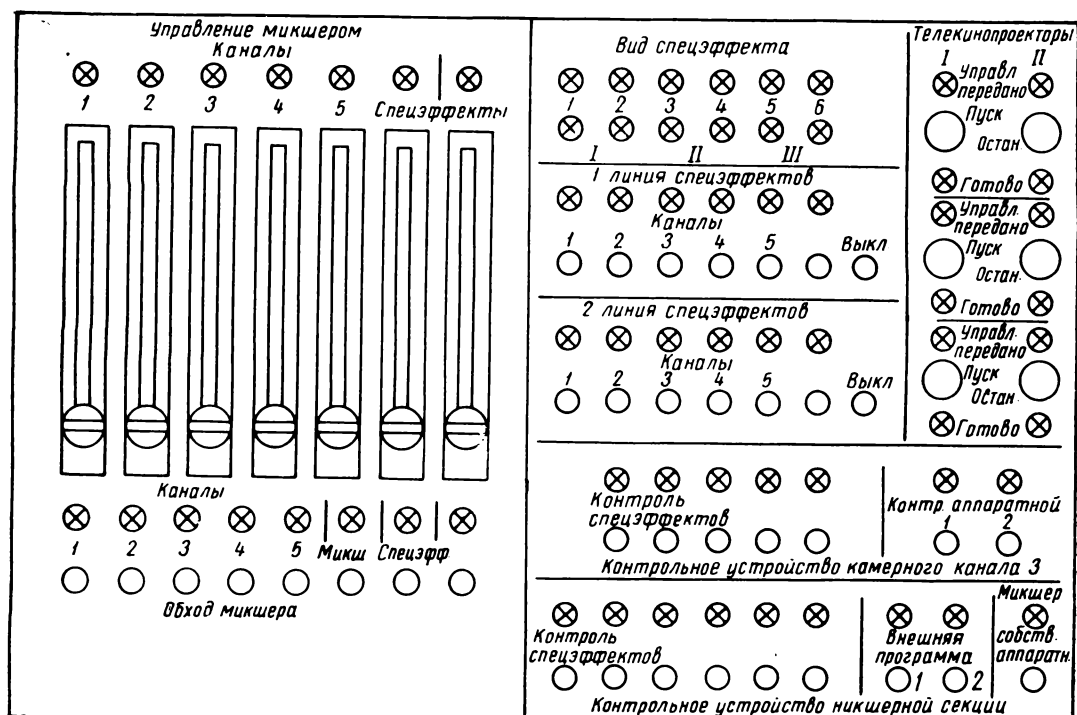 Управление микшером
Каналы
1 2 3 4 5 Спецэффекты
Каналы
1 2 3 4 5 Микш Спецэфф.
Обход микшера
Вид спецэффекта
1 2 3 4 5 6
I II III
1 линия спецэффектов
Каналы
1 2 3 4 5 Выкл
2 линия спецэффектов
Каналы
1 2 3 4 5 Выкл
Телекинопроекторы
I II
Управл
передано
Пуск
Остан
Готово
Управл.
передано
Пуск
Остан.
Готово
Управл.
передано
Пуск
Остан.
Готово
Контроль
спецэффектов
Контр. аппаратной
1 2
Контрольное устройство камерного канала 3
Контроль
спецэффектов
Внешняя
программа
1 2
Микшер
собств.
аппаратн.
Контрольное устройство никшерной секции